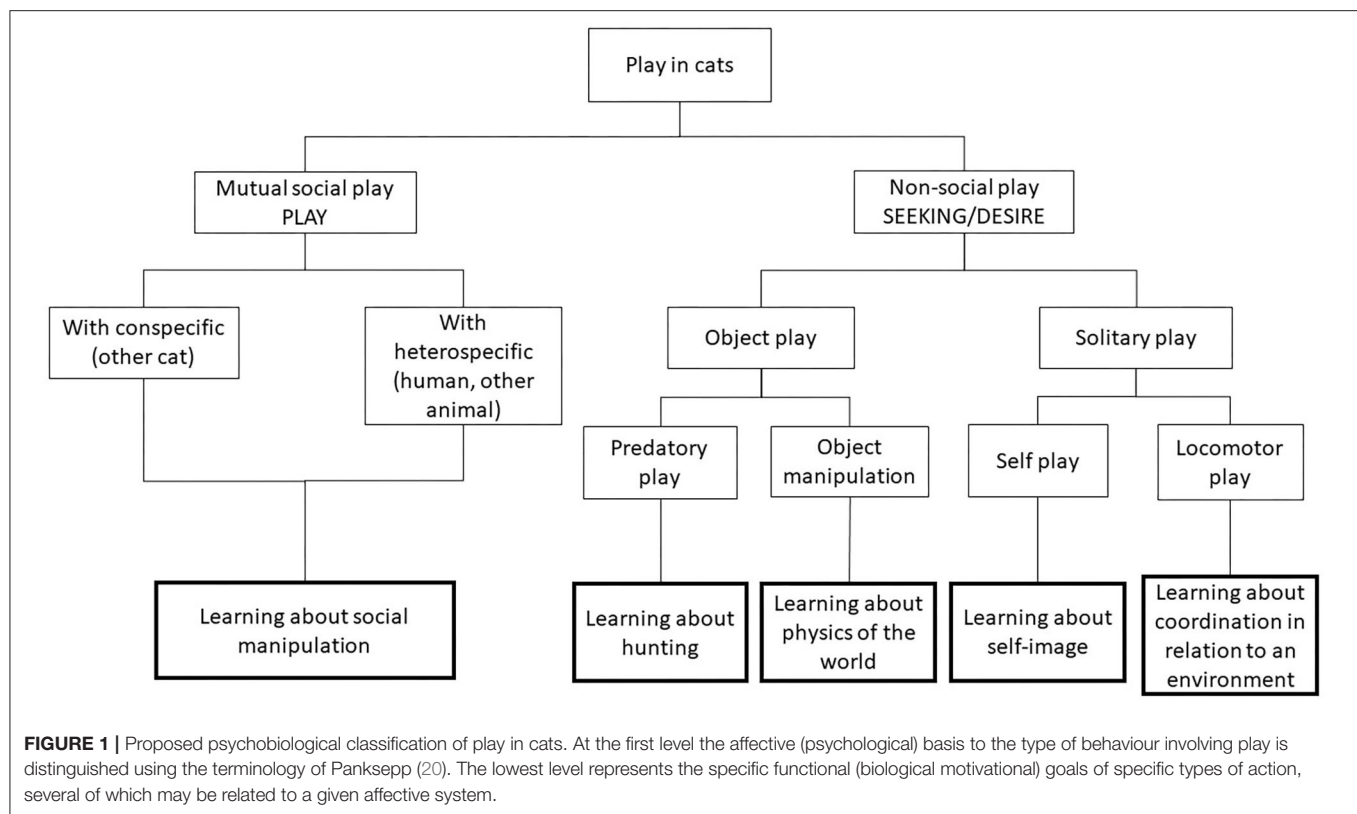 Play in cats
Mutual social play
PLAY
Non-social play
SEEKING/DESIRE
With conspecific
(other cat)
With
heterospecific
(human, other
animal)
Object play
Solitary play
Predatory
play
Object
manipulation
Self play
Locomotor
play
Learning about social
manipulation
Learning about
hunting
Learning about
physics of the
world
Learning about
self-image
Learning about
coordination in
relation to an
environment
FIGURE 1 | Proposed psychobiological classification of play in cats. At the first level the affective (psychological) basis to the type of behaviour involving play is
distinguished using the terminology of Panksepp (20). The lowest level represents the specific functional (biological motivational) goals of specific types of action,
several of which may be related to a given affective system.